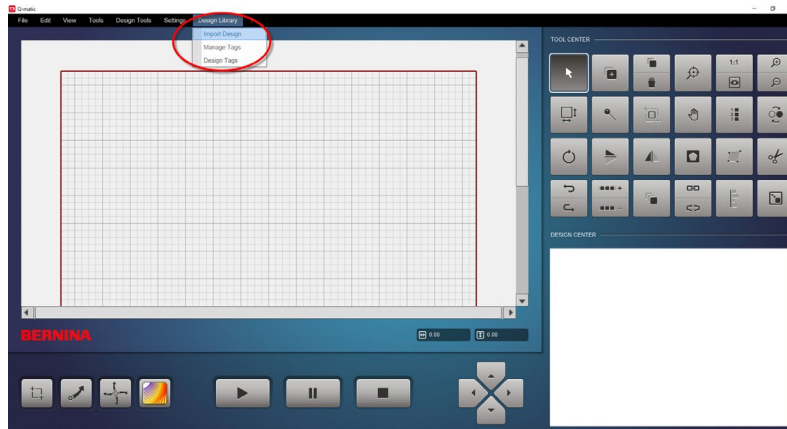 Q-matic
File Edit View Tools Design Tools Settings Design Library
Import Design
Manage Tags
Design Tags
TOOL CENTER
1:1
DESIGN CENTER
BERNINA
0.00 0.00